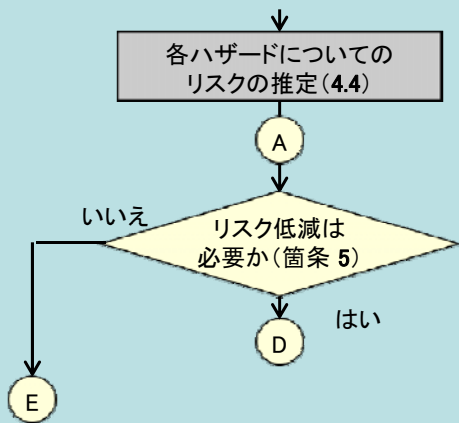 各ハザードについての
リスクの推定(4.4)
A
いいえ
リスク低減は
必要か(箇条 5)
はい
D
E